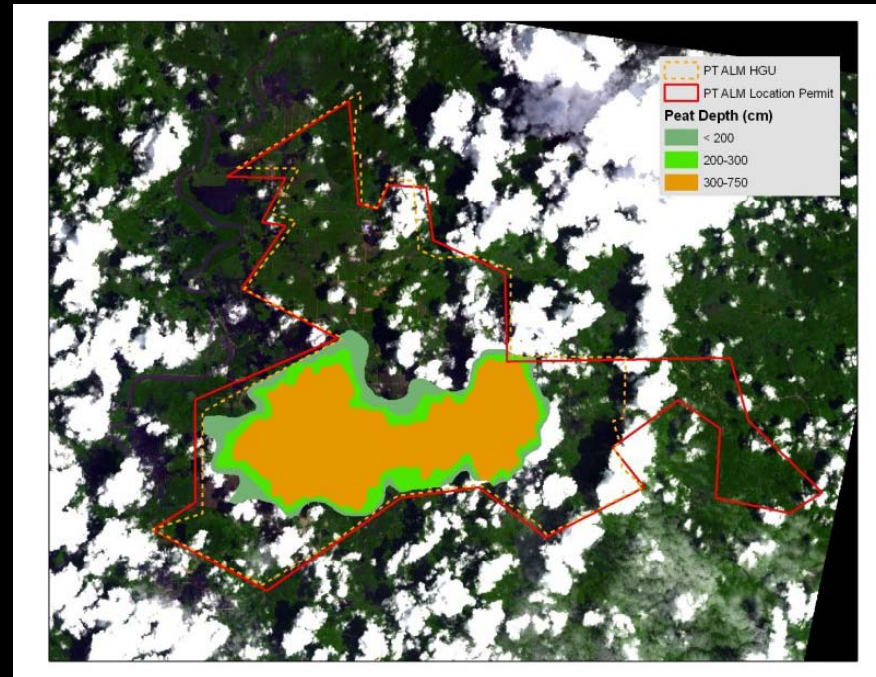 PT ALM HGU
PT ALM Location Permit
Peat Depth (cm)
< 200
200-300
300-750